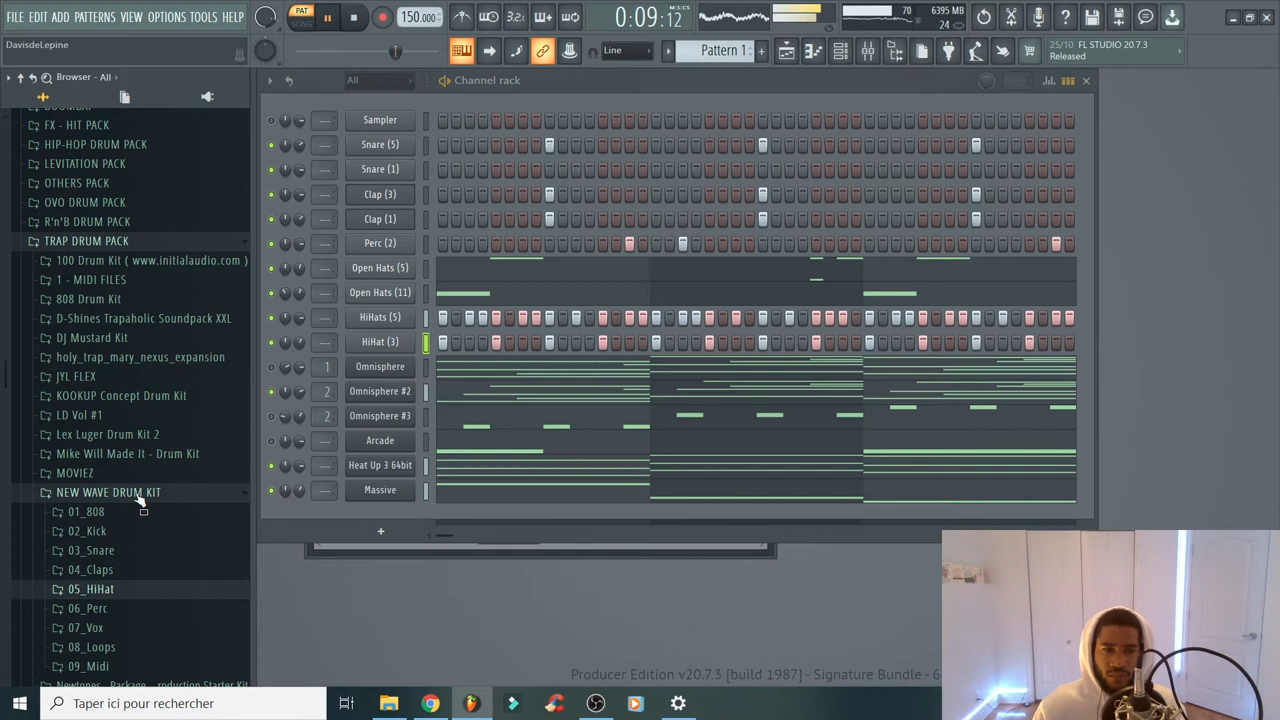 FILE EDIT ADD PATTERNS VIEW OPTIONS TOOLS HELP
DavisdeLepine
PAT
SONG
150.000
3.2
0:09:12
M:S:CS
70
6395 MB
24
Line
Pattern 1
25/10 FL STUDIO 20.7.3
Released
Browser - All
FX - HIT PACK
HIP-HOP DRUM PACK
LEVITATION PACK
OTHERS PACK
OVO DRUM PACK
R'n'B DRUM PACK
TRAP DRUM PACK
100 Drum Kit ( www.initialaudio.com )
1 - MIDI FILES
808 Drum Kit
D-Shines Trapaholic Soundpack XXL
DJ Mustard Kit
holy_trap_mary_nexus_expansion
JYL FLEX
KOOKUP Concept Drum Kit
LD Vol #1
Lex Luger Drum Kit 2
Mike Will Made It - Drum Kit
MOVIEZ
NEW WAVE DRUM KIT
01_808
02_Kick
03_Snare
04_Claps
05_HiHat
06_Perc
07_Vox
08_Loops
09_Midi
All
Channel rack
Sampler
Snare (5)
Snare (1)
Clap (3)
Clap (1)
Perc (2)
Open Hats (5)
Open Hats (11)
HiHats (5)
HiHat (3)
1 Omnisphere
2 Omnisphere #2
2 Omnisphere #3
Arcade
Heat Up 3 64bit
Massive
Producer Edition v20.7.3 [build 1987] - Signature Bundle - 6
Taper ici pour rechercher